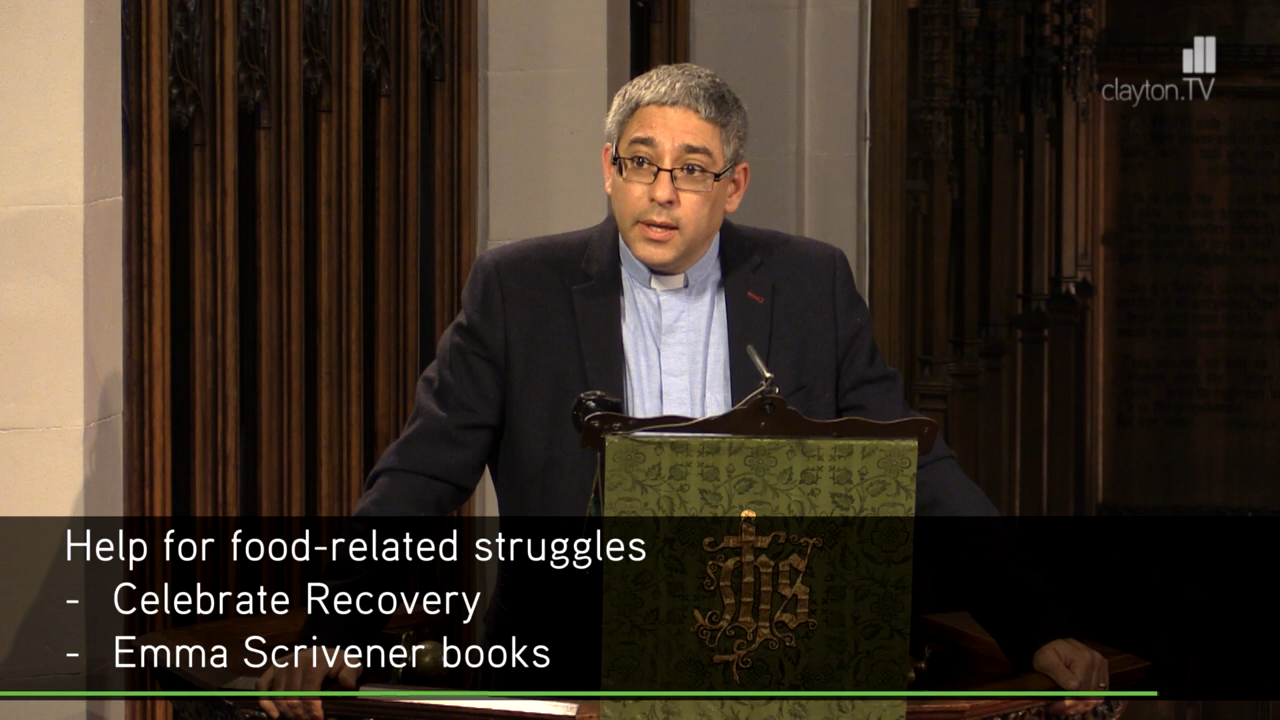 clayton.TV
Help for food-related struggles
- Celebrate Recovery
- Emma Scrivener books
IHS